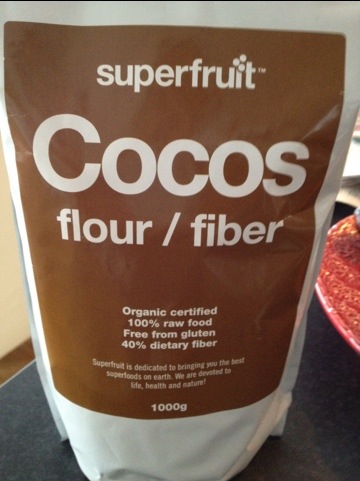 superfruit™
Cocos
flour / fiber
Organic certified
100% raw food
Free from gluten
40% dietary fiber
Superfruit is dedicated to bringing you the best
superfoods on earth. We are devoted to
life, health and nature!
1000g